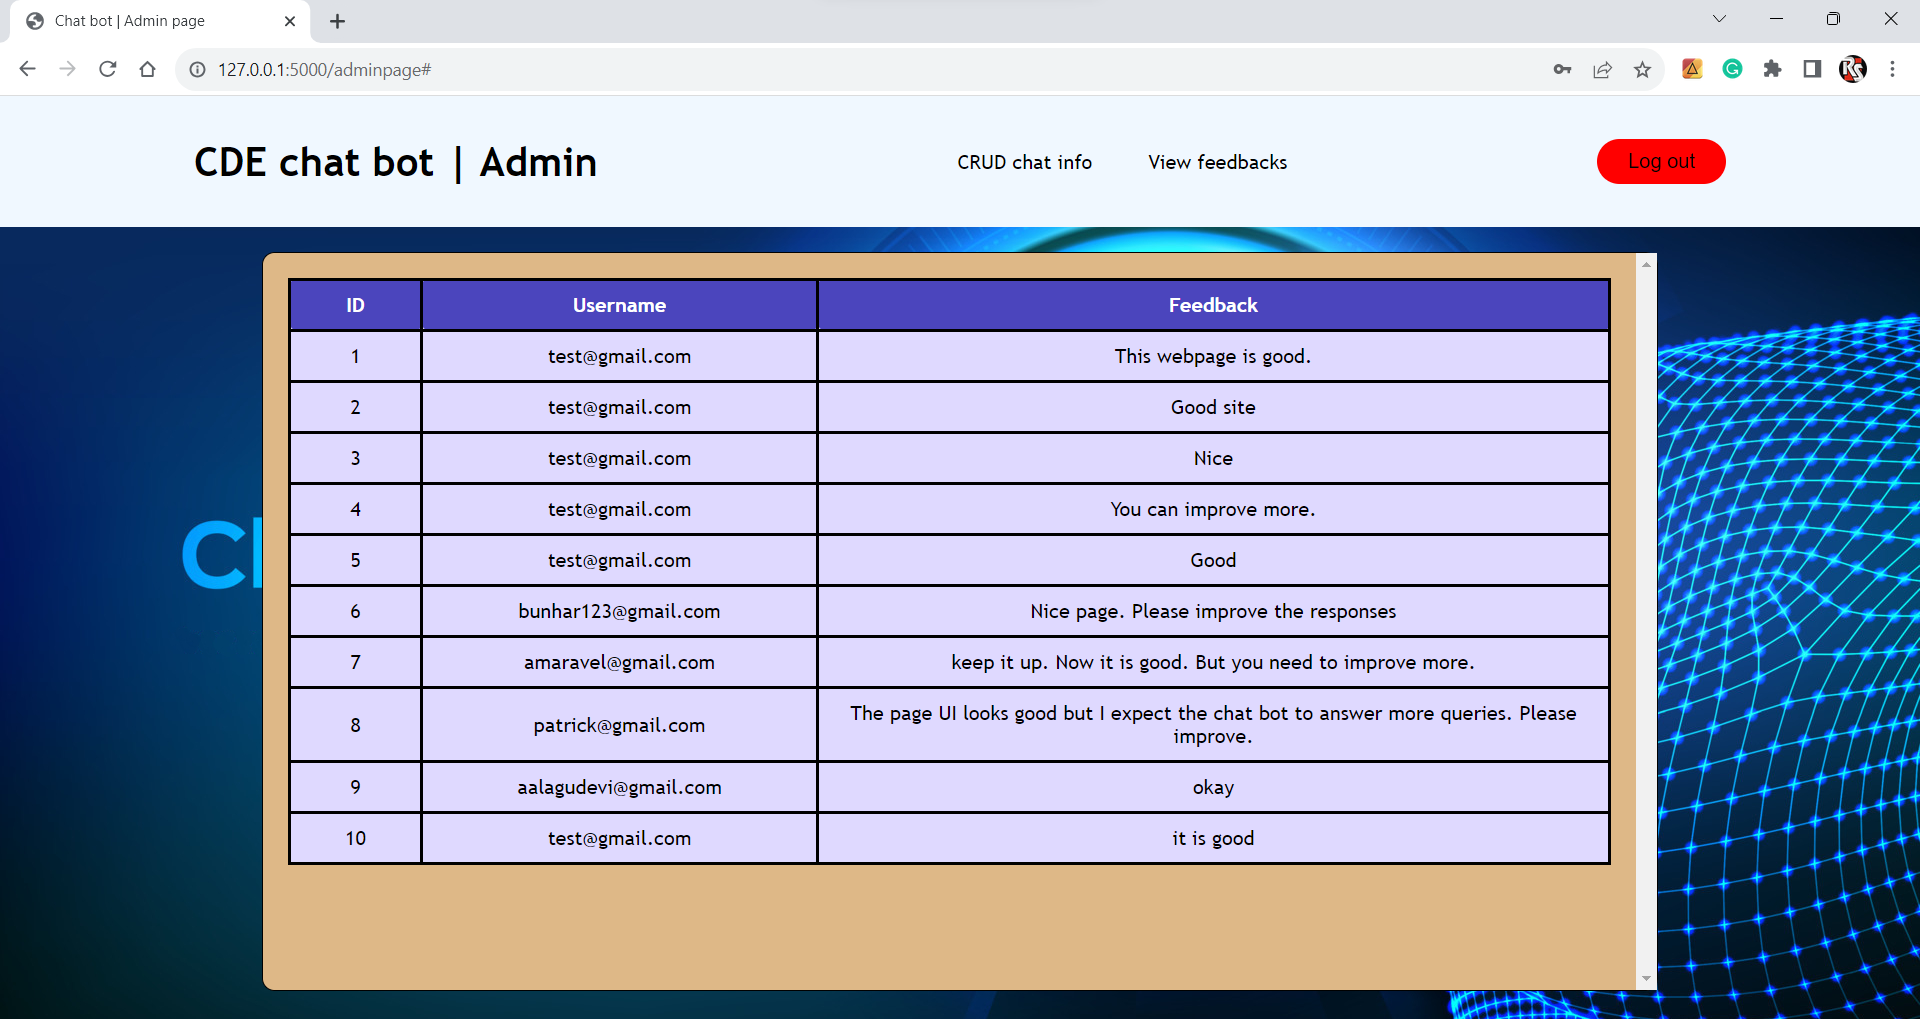 Chat bot | Admin page
127.0.0.1:5000/adminpage#
CDE chat bot | Admin
CRUD chat info
View feedbacks
Log out
ID Username Feedback
1 test@gmail.com This webpage is good.
2 test@gmail.com Good site
3 test@gmail.com Nice
4 test@gmail.com You can improve more.
5 test@gmail.com Good
6 bunhar123@gmail.com Nice page. Please improve the responses
7 amaravel@gmail.com keep it up. Now it is good. But you need to improve more.
8 patrick@gmail.com The page UI looks good but I expect the chat bot to answer more queries. Please
improve.
9 aalagudevi@gmail.com okay
10 test@gmail.com it is good